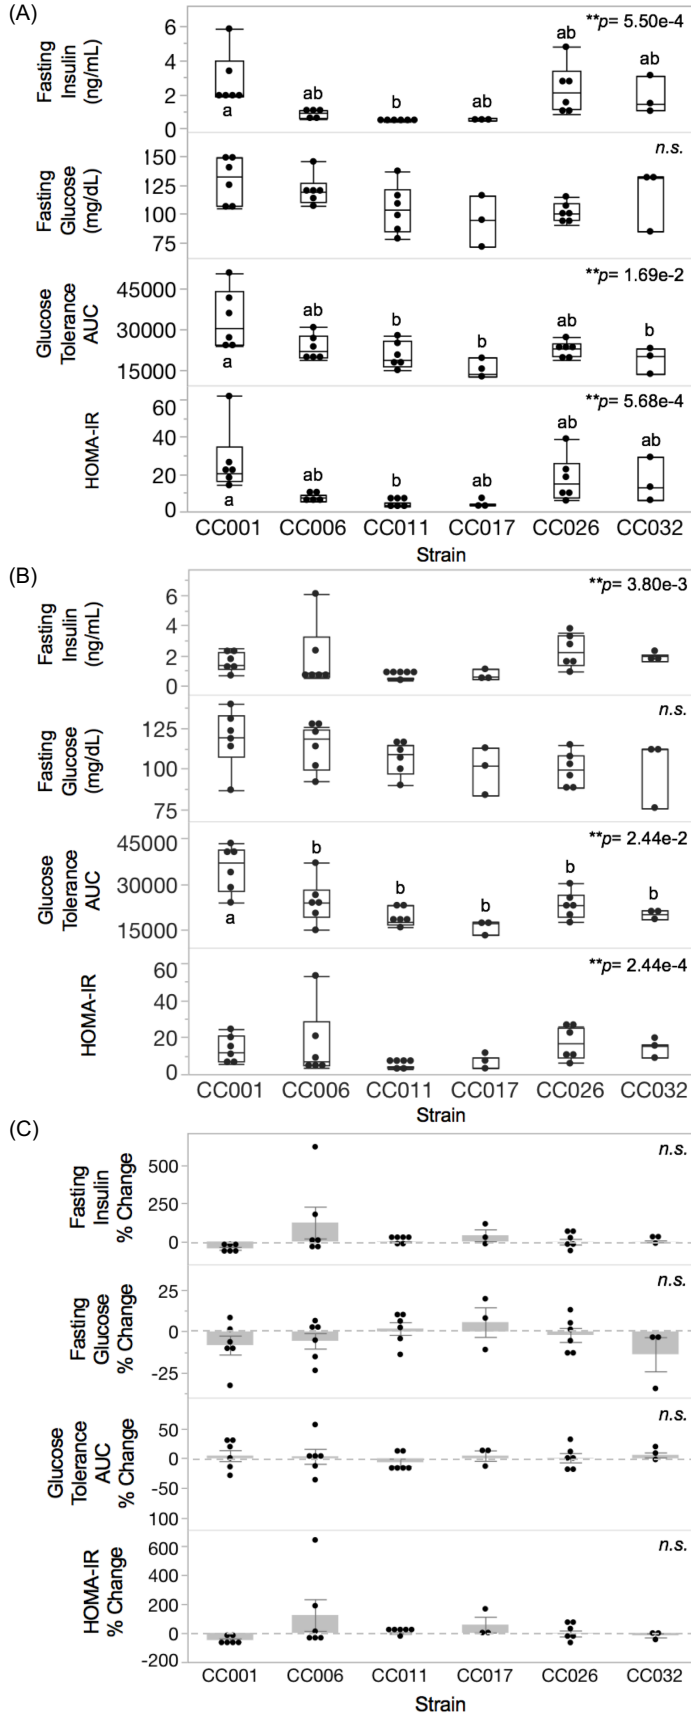 (A)
Fasting
Insulin
(ng/mL)
6
4
2
0
**p= 5.50e-4
a
ab
b
ab
ab
ab
Fasting
Glucose
(mg/dL)
150
125
100
75
n.s.
Glucose
Tolerance
AUC
45000
30000
15000
**p= 1.69e-2
a
ab
b
b
ab
b
HOMA-IR
60
40
20
0
**p= 5.68e-4
a
ab
b
ab
ab
ab
CC001 CC006 CC011 CC017 CC026 CC032
Strain
(B)
Fasting
Insulin
(ng/mL)
6
4
2
0
**p= 3.80e-3
Fasting
Glucose
(mg/dL)
125
100
75
n.s.
Glucose
Tolerance
AUC
45000
30000
15000
**p= 2.44e-2
a
b
b
b
b
b
HOMA-IR
60
40
20
0
**p= 2.44e-4
CC001 CC006 CC011 CC017 CC026 CC032
Strain
(C)
Fasting
Insulin
% Change
500
250
0
n.s.
Fasting
Glucose
% Change
25
0
-25
n.s.
Glucose
Tolerance
AUC
% Change
50
0
-50
100
n.s.
HOMA-IR
% Change
600
400
200
0
-200
n.s.
CC001 CC006 CC011 CC017 CC026 CC032
Strain